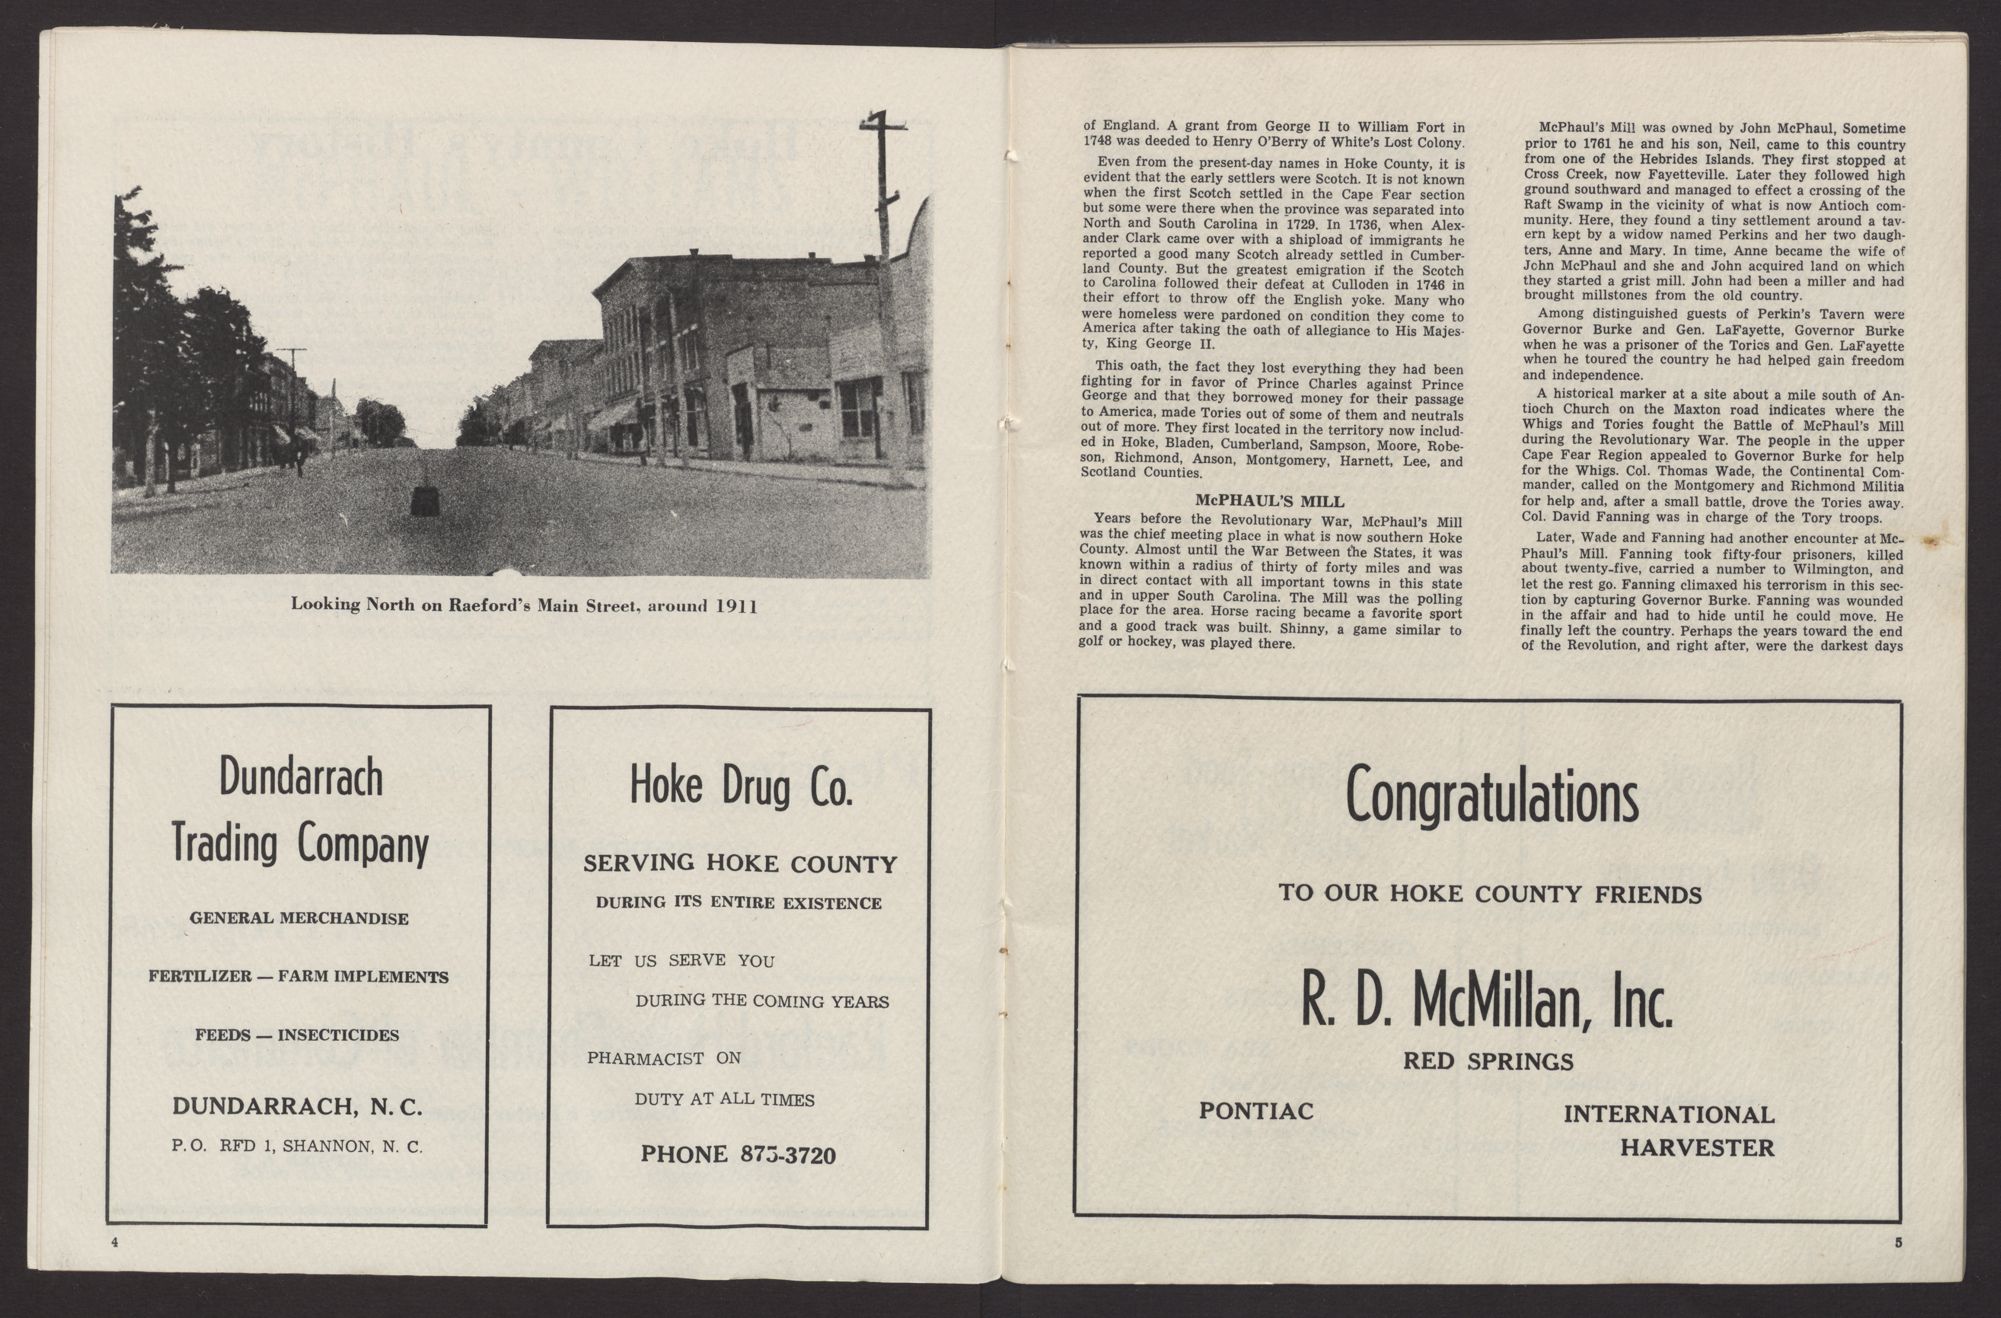 Looking North on Raeford's Main Street, around 1911
Dundarrach
Trading Company
GENERAL MERCHANDISE
FERTILIZER — FARM IMPLEMENTS
FEEDS — INSECTICIDES
DUNDARRACH, N. C.
P. O. RFD 1, SHANNON, N. C.
Hoke Drug Co.
SERVING HOKE COUNTY
DURING ITS ENTIRE EXISTENCE
LET US SERVE YOU
DURING THE COMING YEARS
PHARMACIST ON
DUTY AT ALL TIMES
PHONE 875-3720
4
of England. A grant from George II to William Fort in
1748 was deeded to Henry O'Berry of White's Lost Colony.
Even from the present-day names in Hoke County, it is
evident that the early settlers were Scotch. It is not known
when the first Scotch settled in the Cape Fear section
but some were there when the province was separated into
North and South Carolina in 1729. In 1736, when Alex-
ander Clark came over with a shipload of immigrants he
reported a good many Scotch already settled in Cumber-
land County. But the greatest emigration if the Scotch
to Carolina followed their defeat at Culloden in 1746 in
their effort to throw off the English yoke. Many who
were homeless were pardoned on condition they come to
America after taking the oath of allegiance to His Majes-
ty, King George II.
This oath, the fact they lost everything they had been
fighting for in favor of Prince Charles against Prince
George and that they borrowed money for their passage
to America, made Tories out of some of them and neutrals
out of more. They first located in the territory now includ-
ed in Hoke, Bladen, Cumberland, Sampson, Moore, Robe-
son, Richmond, Anson, Montgomery, Harnett, Lee, and
Scotland Counties.
McPHAUL'S MILL
Years before the Revolutionary War, McPhaul's Mill
was the chief meeting place in what is now southern Hoke
County. Almost until the War Between the States, it was
known within a radius of thirty of forty miles and was
in direct contact with all important towns in this state
and in upper South Carolina. The Mill was the polling
place for the area. Horse racing became a favorite sport
and a good track was built. Shinny, a game similar to
golf or hockey, was played there.
McPhaul's Mill was owned by John McPhaul, Sometime
prior to 1761 he and his son, Neil, came to this country
from one of the Hebrides Islands. They first stopped at
Cross Creek, now Fayetteville. Later they followed high
ground southward and managed to effect a crossing of the
Raft Swamp in the vicinity of what is now Antioch com-
munity. Here, they found a tiny settlement around a tav-
ern kept by a widow named Perkins and her two daugh-
ters, Anne and Mary. In time, Anne became the wife of
John McPhaul and she and John acquired land on which
they started a grist mill. John had been a miller and had
brought millstones from the old country.
Among distinguished guests of Perkin's Tavern were
Governor Burke and Gen. LaFayette, Governor Burke
when he was a prisoner of the Tories and Gen. LaFayette
when he toured the country he had helped gain freedom
and independence.
A historical marker at a site about a mile south of An-
tioch Church on the Maxton road indicates where the
Whigs and Tories fought the Battle of McPhaul's Mill
during the Revolutionary War. The people in the upper
Cape Fear Region appealed to Governor Burke for help
for the Whigs. Col. Thomas Wade, the Continental Com-
mander, called on the Montgomery and Richmond Militia
for help and, after a small battle, drove the Tories away.
Col. David Fanning was in charge of the Tory troops.
Later, Wade and Fanning had another encounter at Mc-
Phaul's Mill. Fanning took fifty-four prisoners, killed
about twenty-five, carried a number to Wilmington, and
let the rest go. Fanning climaxed his terrorism in this sec-
tion by capturing Governor Burke. Fanning was wounded
in the affair and had to hide until he could move. He
finally left the country. Perhaps the years toward the end
of the Revolution, and right after, were the darkest days
Congratulations
TO OUR HOKE COUNTY FRIENDS
R. D. McMillan, Inc.
RED SPRINGS
PONTIAC
INTERNATIONAL
HARVESTER
5